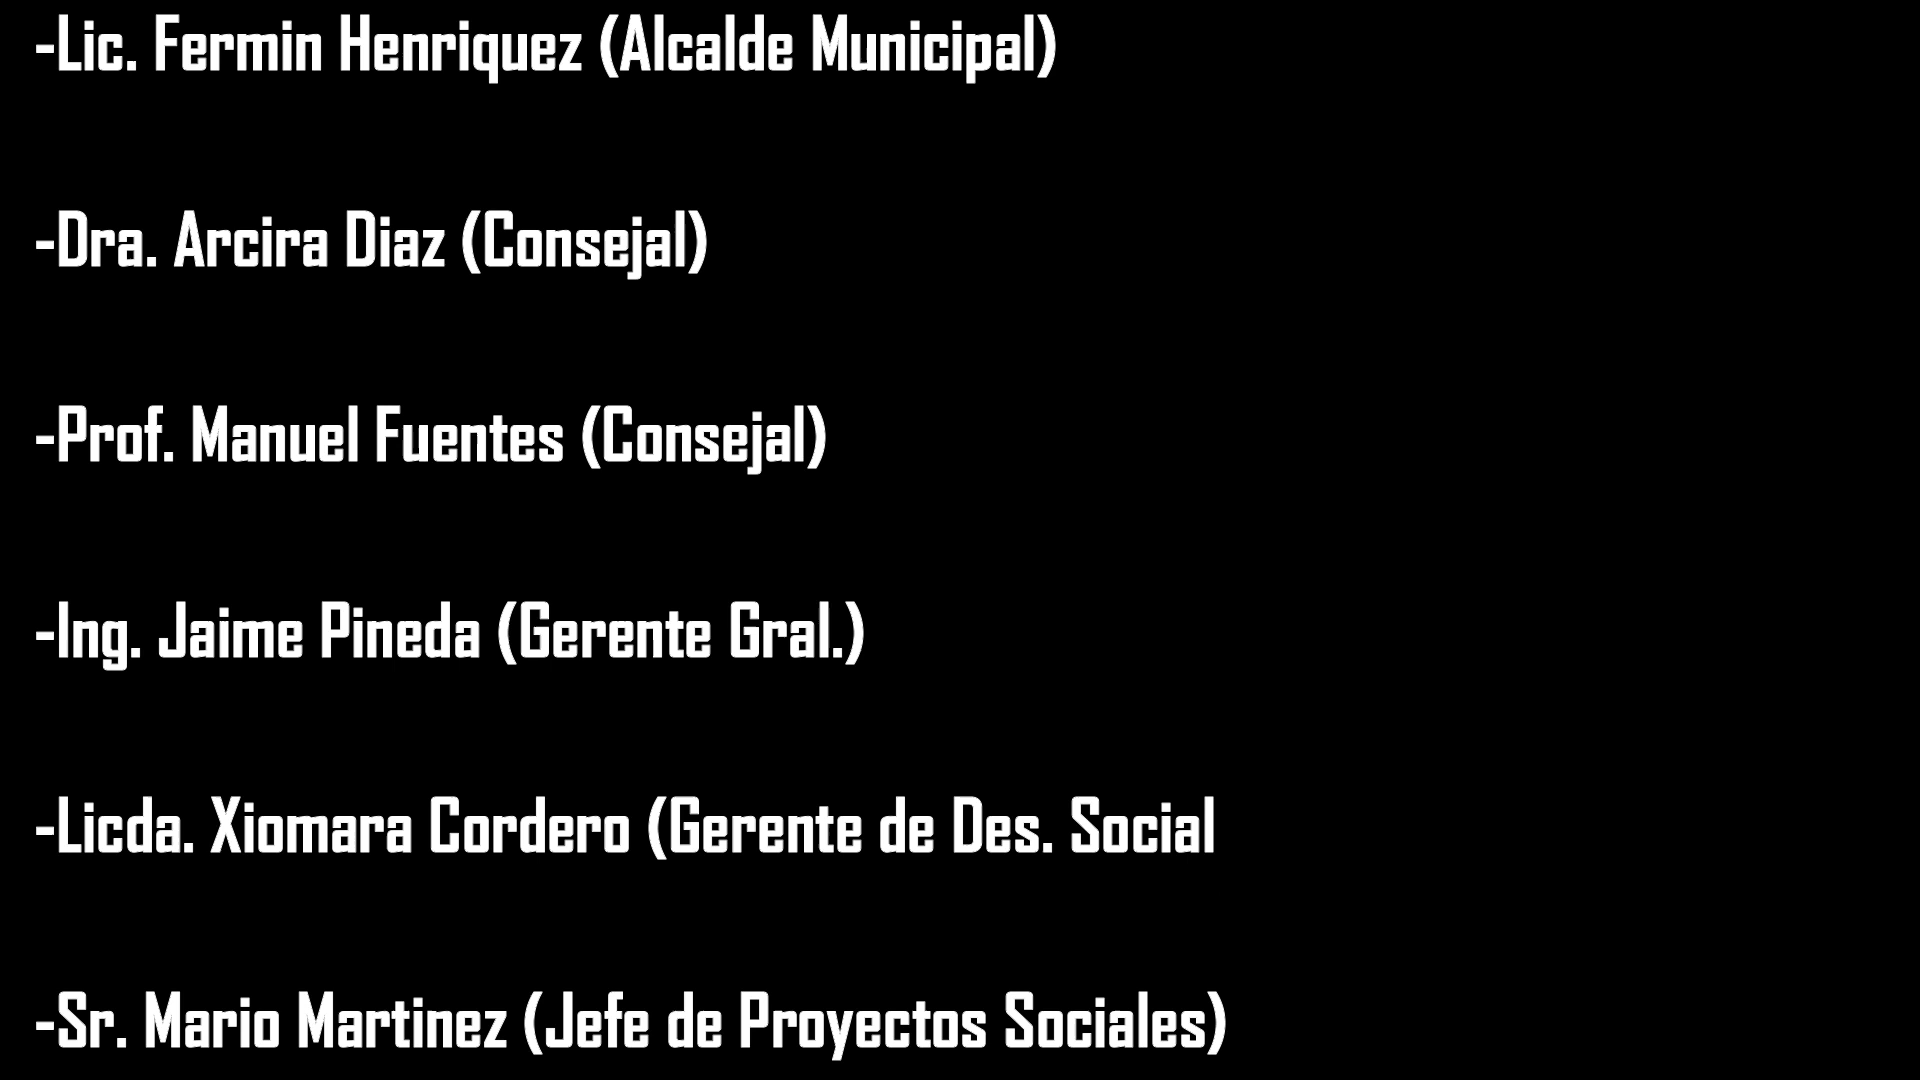 -Lic. Fermin Henriquez (Alcalde Municipal)
-Dra. Arcira Diaz (Consejal)
-Prof. Manuel Fuentes (Consejal)
-Ing. Jaime Pineda (Gerente Gral.)
-Licda. Xiomara Cordero (Gerente de Des. Social
-Sr. Mario Martinez (Jefe de Proyectos Sociales)